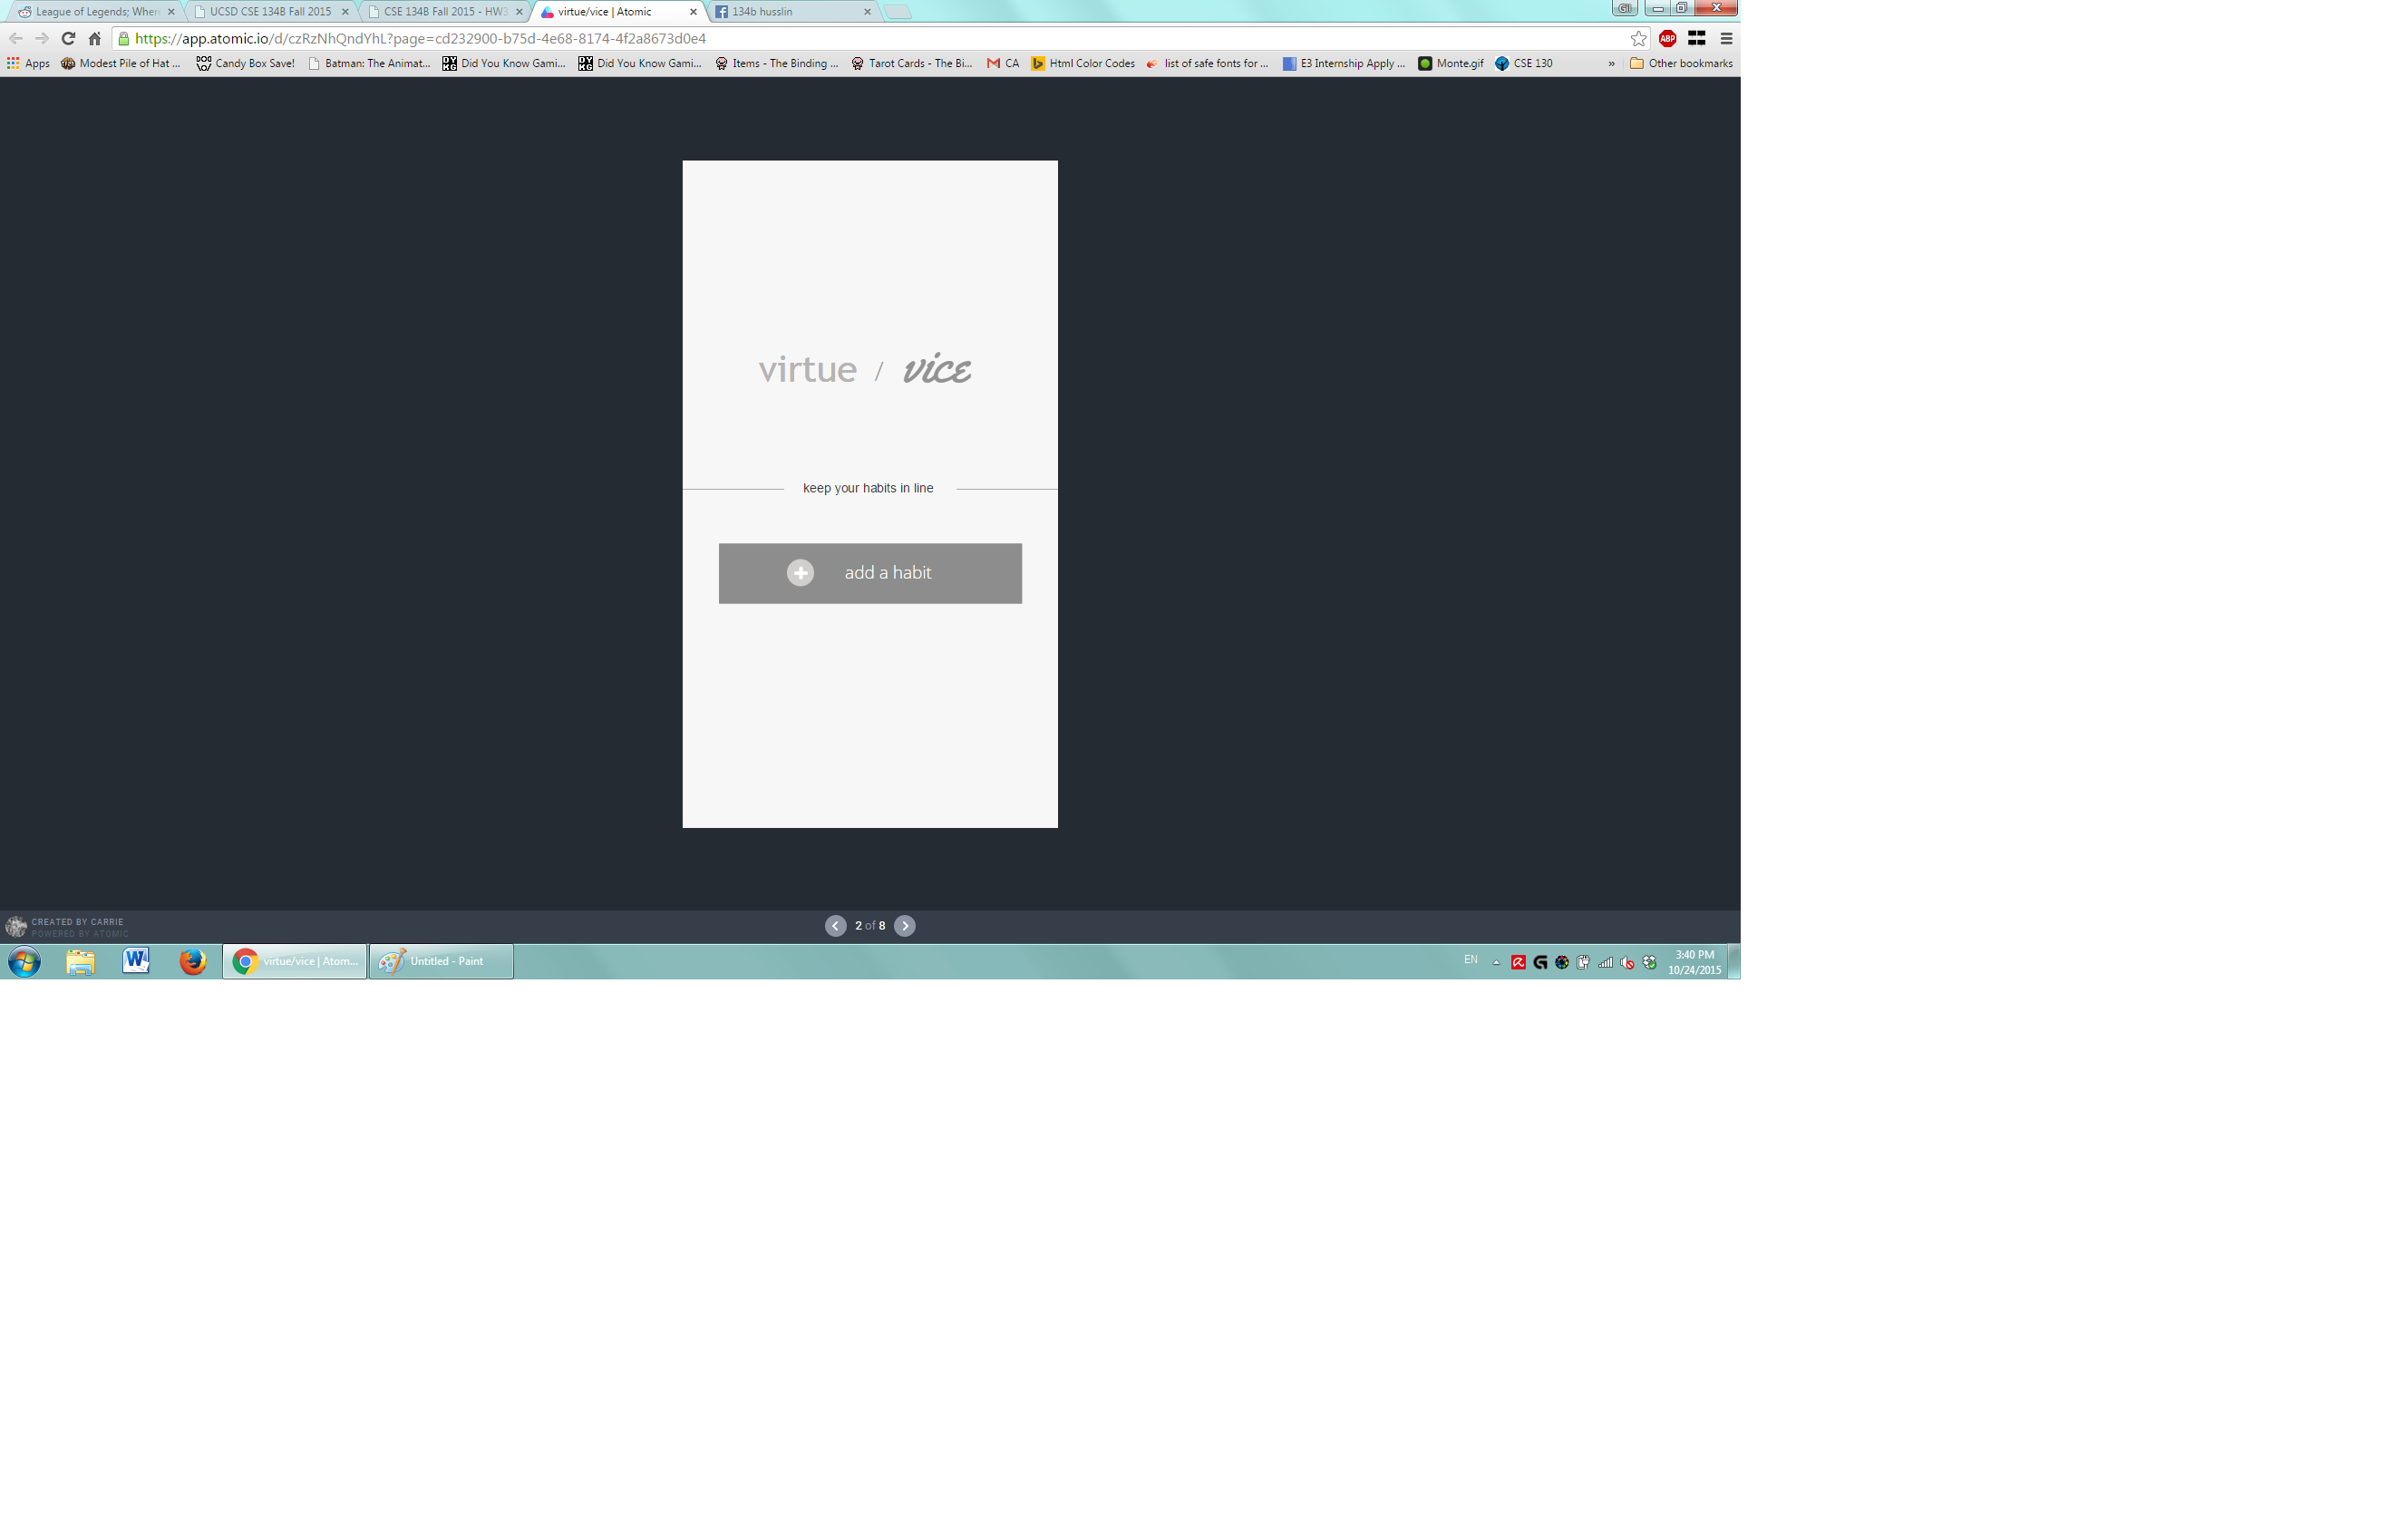 League of Legends; Wher
UCSD CSE 134B Fall 2015
CSE 134B Fall 2015 - HW3
virtue/vice | Atomic
134b husslin
Gil
https://app.atomic.io/d/czRzNhQndYhL?page=cd232900-b75d-4e68-8174-4f2a8673d0e4
ABP
Apps
Modest Pile of Hat ...
Candy Box Save!
Batman: The Animat...
Did You Know Gami...
Did You Know Gami...
Items - The Binding ...
Tarot Cards - The Bi...
CA
Html Color Codes
list of safe fonts for ...
E3 Internship Apply ...
Monte.gif
CSE 130
»
Other bookmarks
virtue / vice
keep your habits in line
add a habit
CREATED BY CARRIE
POWERED BY ATOMIC
2 of 8
virtue/vice | Atom...
Untitled - Paint
EN
3:40 PM
10/24/2015